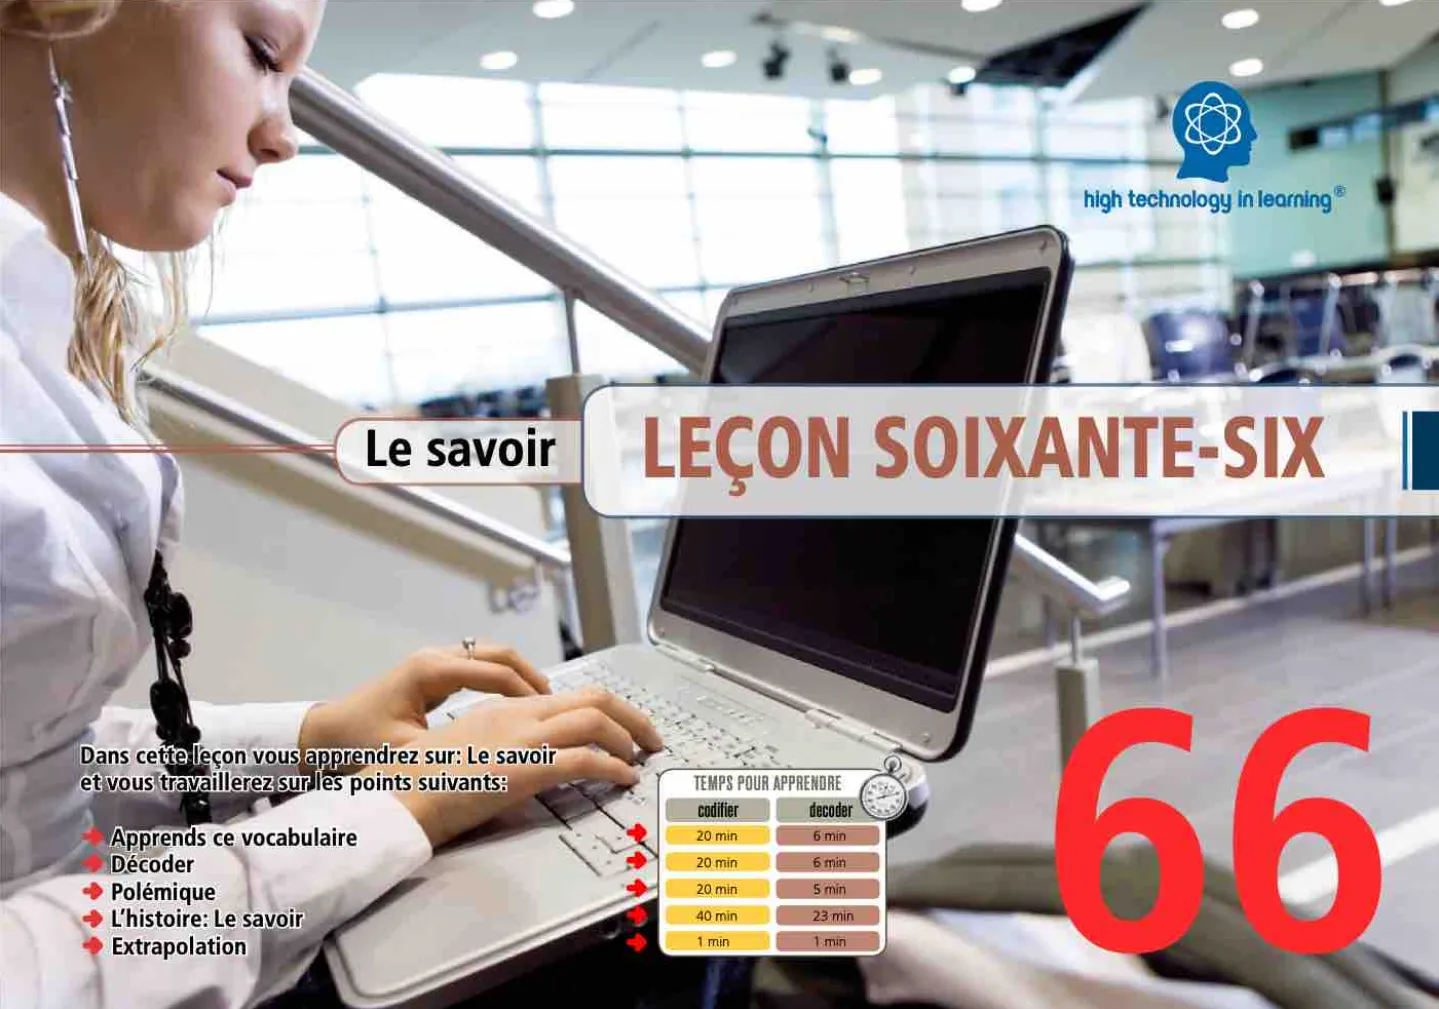 high technology in learning®
Le savoir
LEÇON SOIXANTE-SIX
Dans cette leçon vous apprendrez sur: Le savoir
et vous travaillerez sur les points suivants:
Apprends ce vocabulaire
Décoder
Polémique
L'histoire: Le savoir
Extrapolation
TEMPS POUR APPRENDRE
codifier decoder
20 min 6 min
20 min 6 min
20 min 5 min
40 min 23 min
1 min 1 min
66